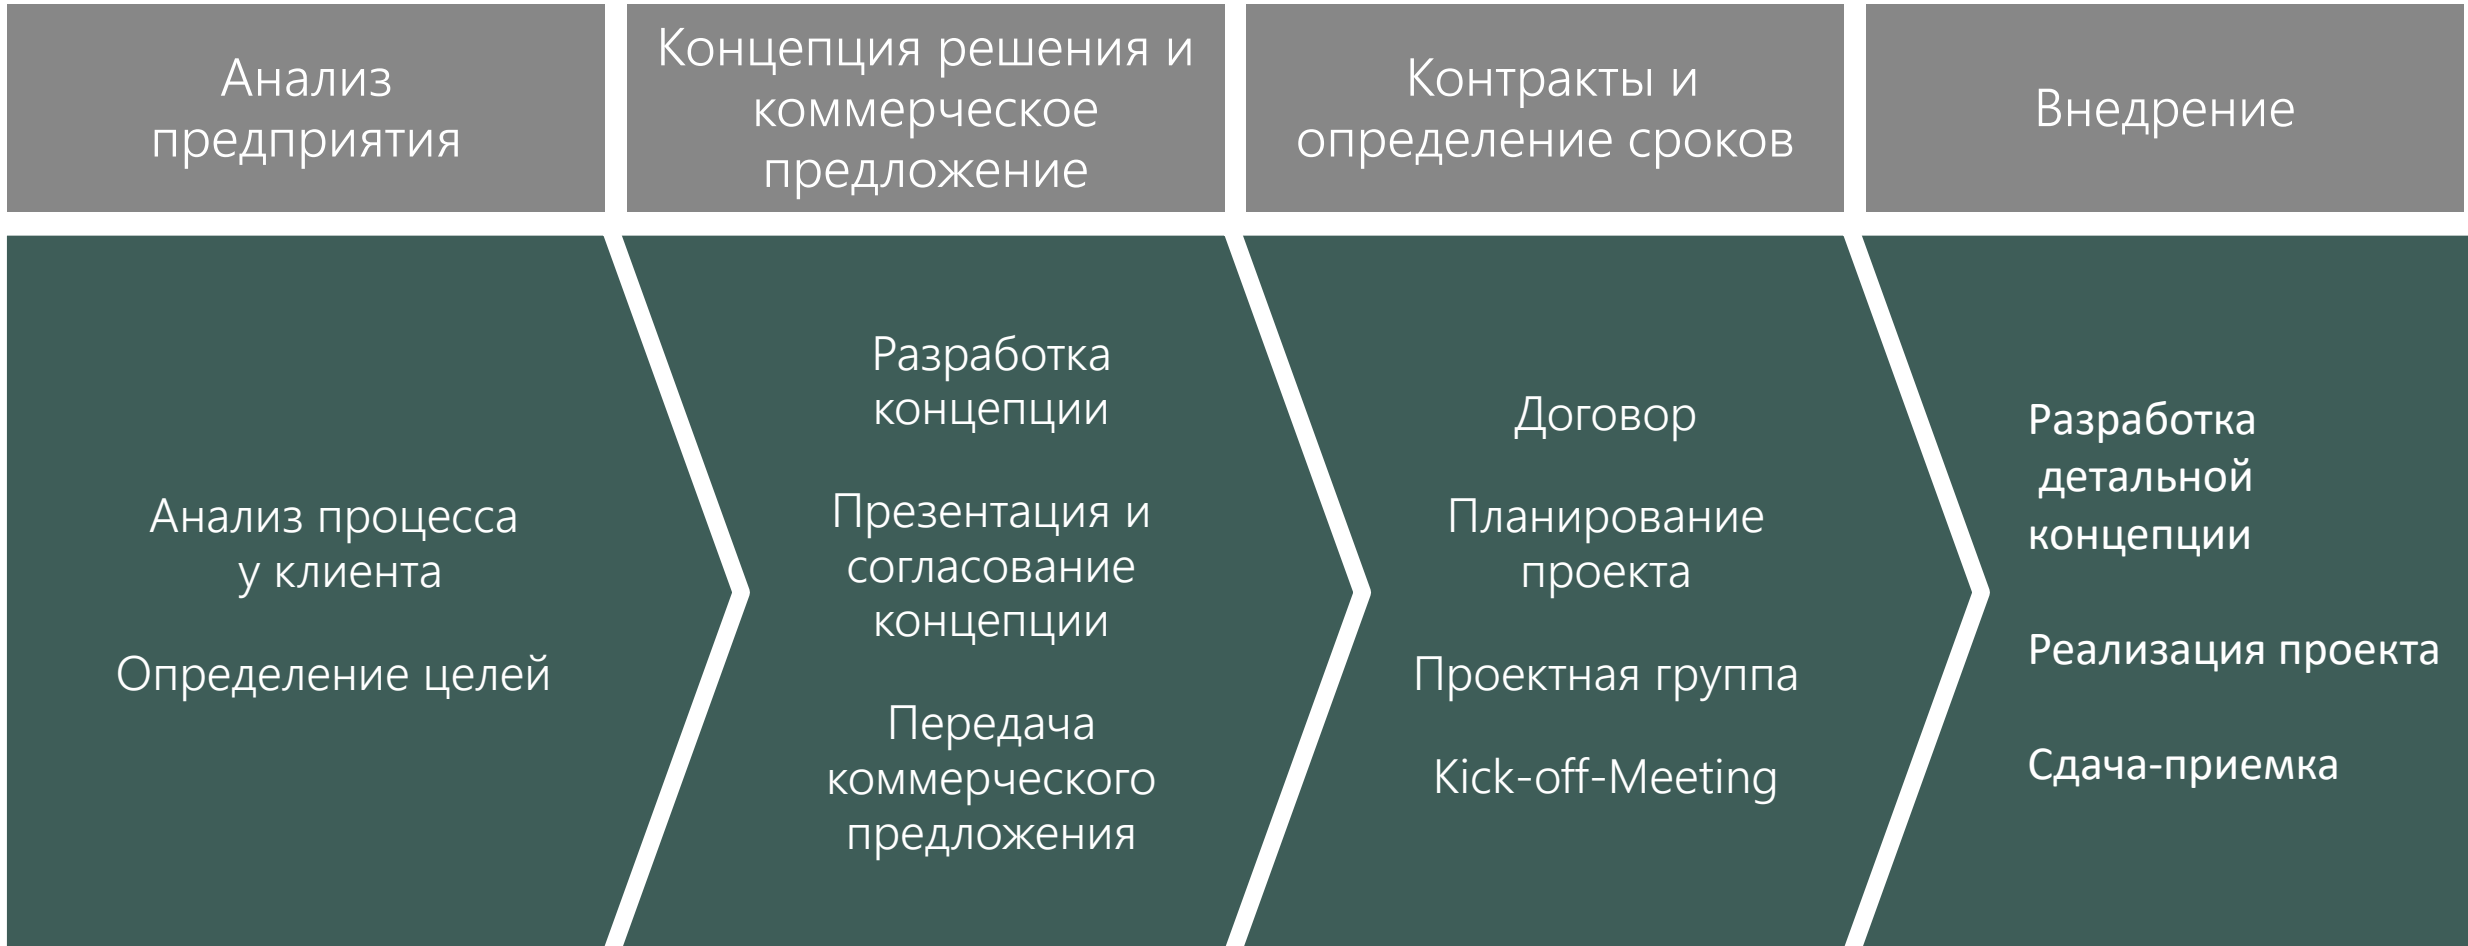 Анализ
предприятия
Концепция решения и
коммерческое
предложение
Контракты и
определение сроков
Внедрение
Анализ процесса
у клиента
Определение целей
Разработка
концепции
Презентация и
согласование
концепции
Передача
коммерческого
предложения
Договор
Планирование
проекта
Проектная группа
Kick-off-Meeting
Разработка
детальной
концепции
Реализация проекта
Сдача-приемка